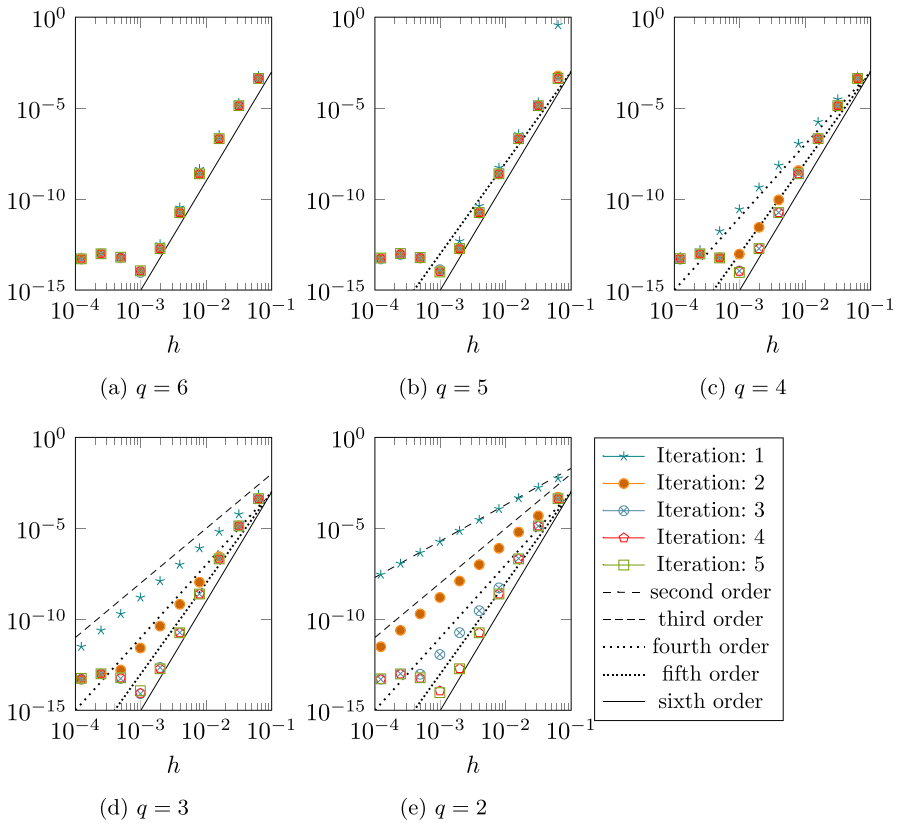 10^0 10^0 10^0
10^−5 10^−5 10^−5
10^−10 10^−10 10^−10
10^−15 10^−15 10^−15
10^−4 10^−3 10^−2 10^−1 10^−4 10^−3 10^−2 10^−1 10^−4 10^−3 10^−2 10^−1
h h h
(a) q = 6 (b) q = 5 (c) q = 4
10^0 10^0
10^−5 10^−5
10^−10 10^−10
10^−15 10^−15
10^−4 10^−3 10^−2 10^−1 10^−4 10^−3 10^−2 10^−1
h h
(d) q = 3 (e) q = 2
Iteration: 1
Iteration: 2
Iteration: 3
Iteration: 4
Iteration: 5
second order
third order
fourth order
fifth order
sixth order